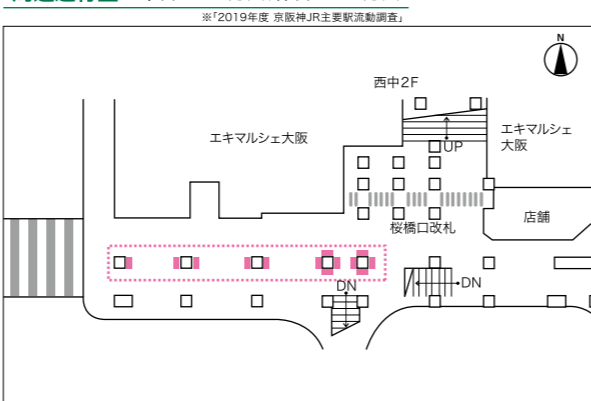 ※「2019年度 京阪神JR主要駅流動調査」
N
西中2F
エキマルシェ大阪
UP
エキマルシェ
大阪
店舗
桜橋口改札
DN
DN